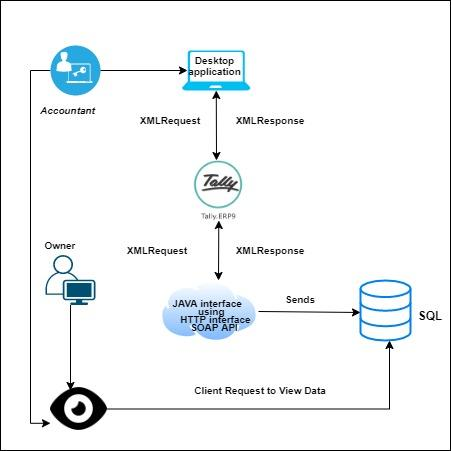 Desktop
application
Accountant
XMLRequest
XMLResponse
Tally
Tally.ERP9
XMLRequest
XMLResponse
Owner
JAVA interface
using
HTTP interface
SOAP API
Sends
SQL
Client Request to View Data